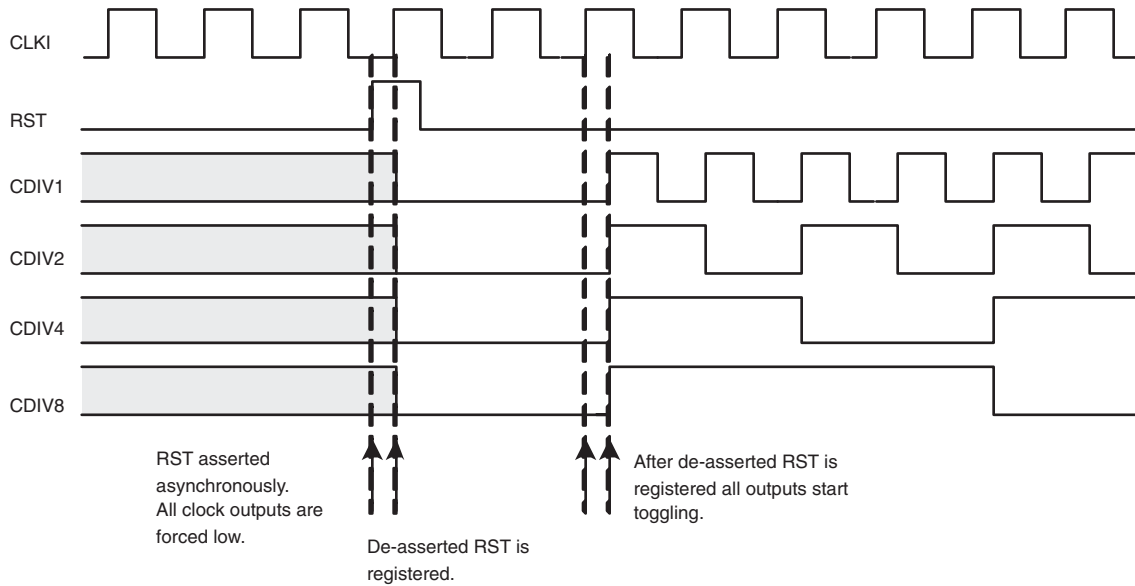 CLKI
RST
CDIV1
CDIV2
CDIV4
CDIV8
RST asserted
asynchronously.
All clock outputs are
forced low.
De-asserted RST is
registered.
After de-asserted RST is
registered all outputs start
toggling.